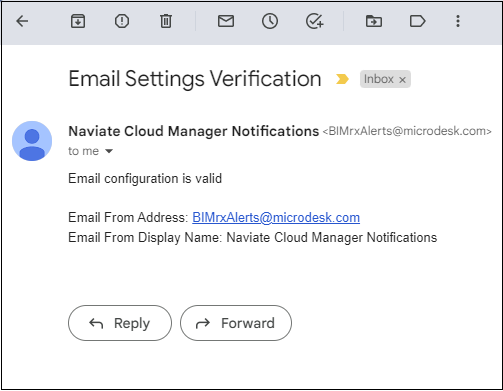 Email Settings Verification Inbox ×
Naviate Cloud Manager Notifications <BIMrxAlerts@microdesk.com>
to me
Email configuration is valid
Email From Address: BIMrxAlerts@microdesk.com
Email From Display Name: Naviate Cloud Manager Notifications
Reply Forward